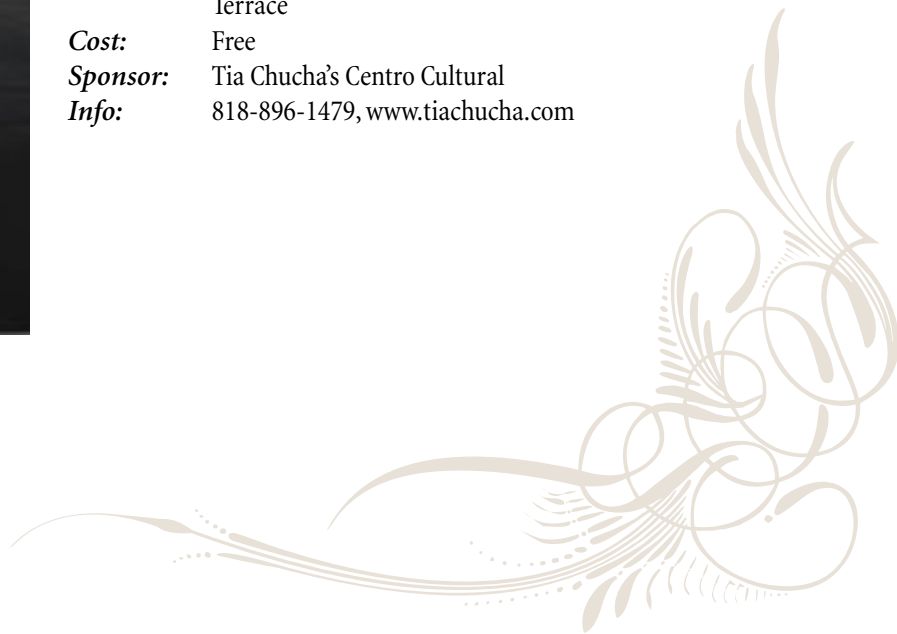 Terrace
Cost: Free
Sponsor: Tia Chucha’s Centro Cultural
Info: 818-896-1479, www.tiachucha.com